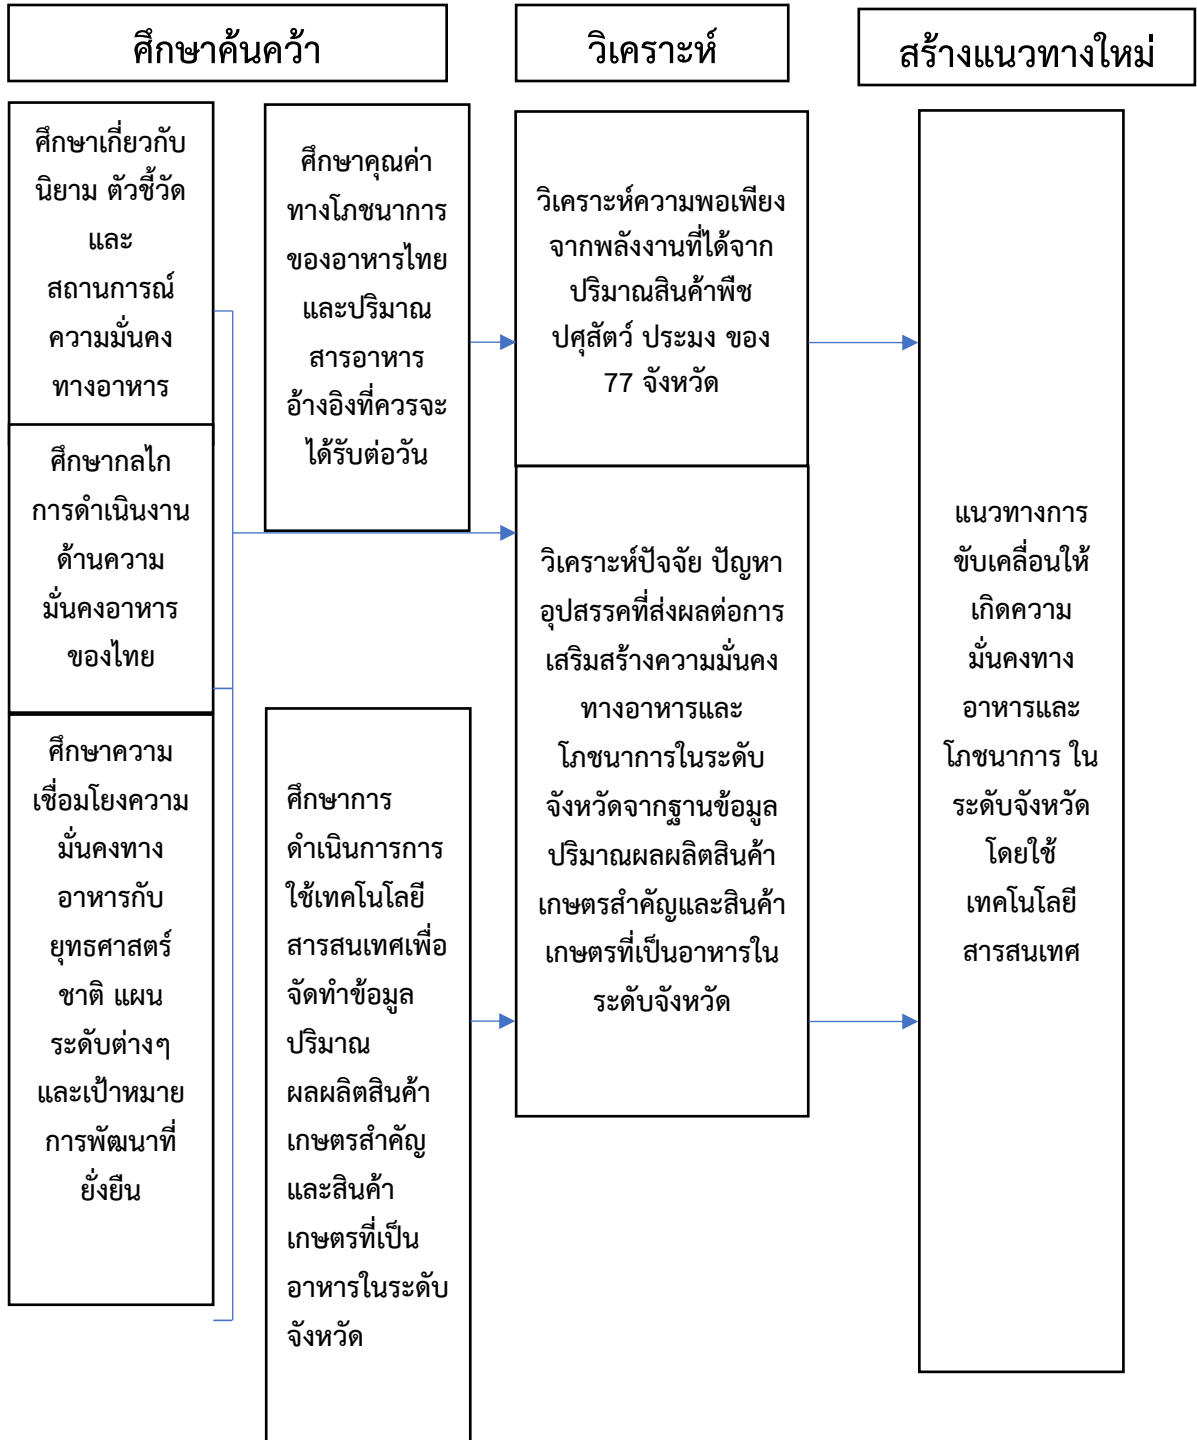 ศึกษาค้นคว้า
วิเคราะห์
สร้างแนวทางใหม่
ศึกษาเกี่ยวกับ
นิยาม ตัวชี้วัด
และ
สถานการณ์
ความมั่นคง
ทางอาหาร
ศึกษากลไก
การดำเนินงาน
ด้านความ
มั่นคงอาหาร
ของไทย
ศึกษาความ
เชื่อมโยงความ
มั่นคงทาง
อาหารกับ
ยุทธศาสตร์
ชาติ แผน
ระดับต่างๆ
และเป้าหมาย
การพัฒนาที่
ยั่งยืน
ศึกษาคุณค่า
ทางโภชนาการ
ของอาหารไทย
และปริมาณ
สารอาหาร
อ้างอิงที่ควรจะ
ได้รับต่อวัน
ศึกษาการ
ดำเนินการการ
ใช้เทคโนโลยี
สารสนเทศเพื่อ
จัดทำข้อมูล
ปริมาณ
ผลผลิตสินค้า
เกษตรสำคัญ
และสินค้า
เกษตรที่เป็น
อาหารในระดับ
จังหวัด
วิเคราะห์ความพอเพียง
จากพลังงานที่ได้จาก
ปริมาณสินค้าพืช
ปศุสัตว์ ประมง ของ
77 จังหวัด
วิเคราะห์ปัจจัย ปัญหา
อุปสรรคที่ส่งผลต่อการ
เสริมสร้างความมั่นคง
ทางอาหารและ
โภชนาการในระดับ
จังหวัดจากฐานข้อมูล
ปริมาณผลผลิตสินค้า
เกษตรสำคัญและสินค้า
เกษตรที่เป็นอาหารใน
ระดับจังหวัด
แนวทางการ
ขับเคลื่อนให้
เกิดความ
มั่นคงทาง
อาหารและ
โภชนาการ ใน
ระดับจังหวัด
โดยใช้
เทคโนโลยี
สารสนเทศ